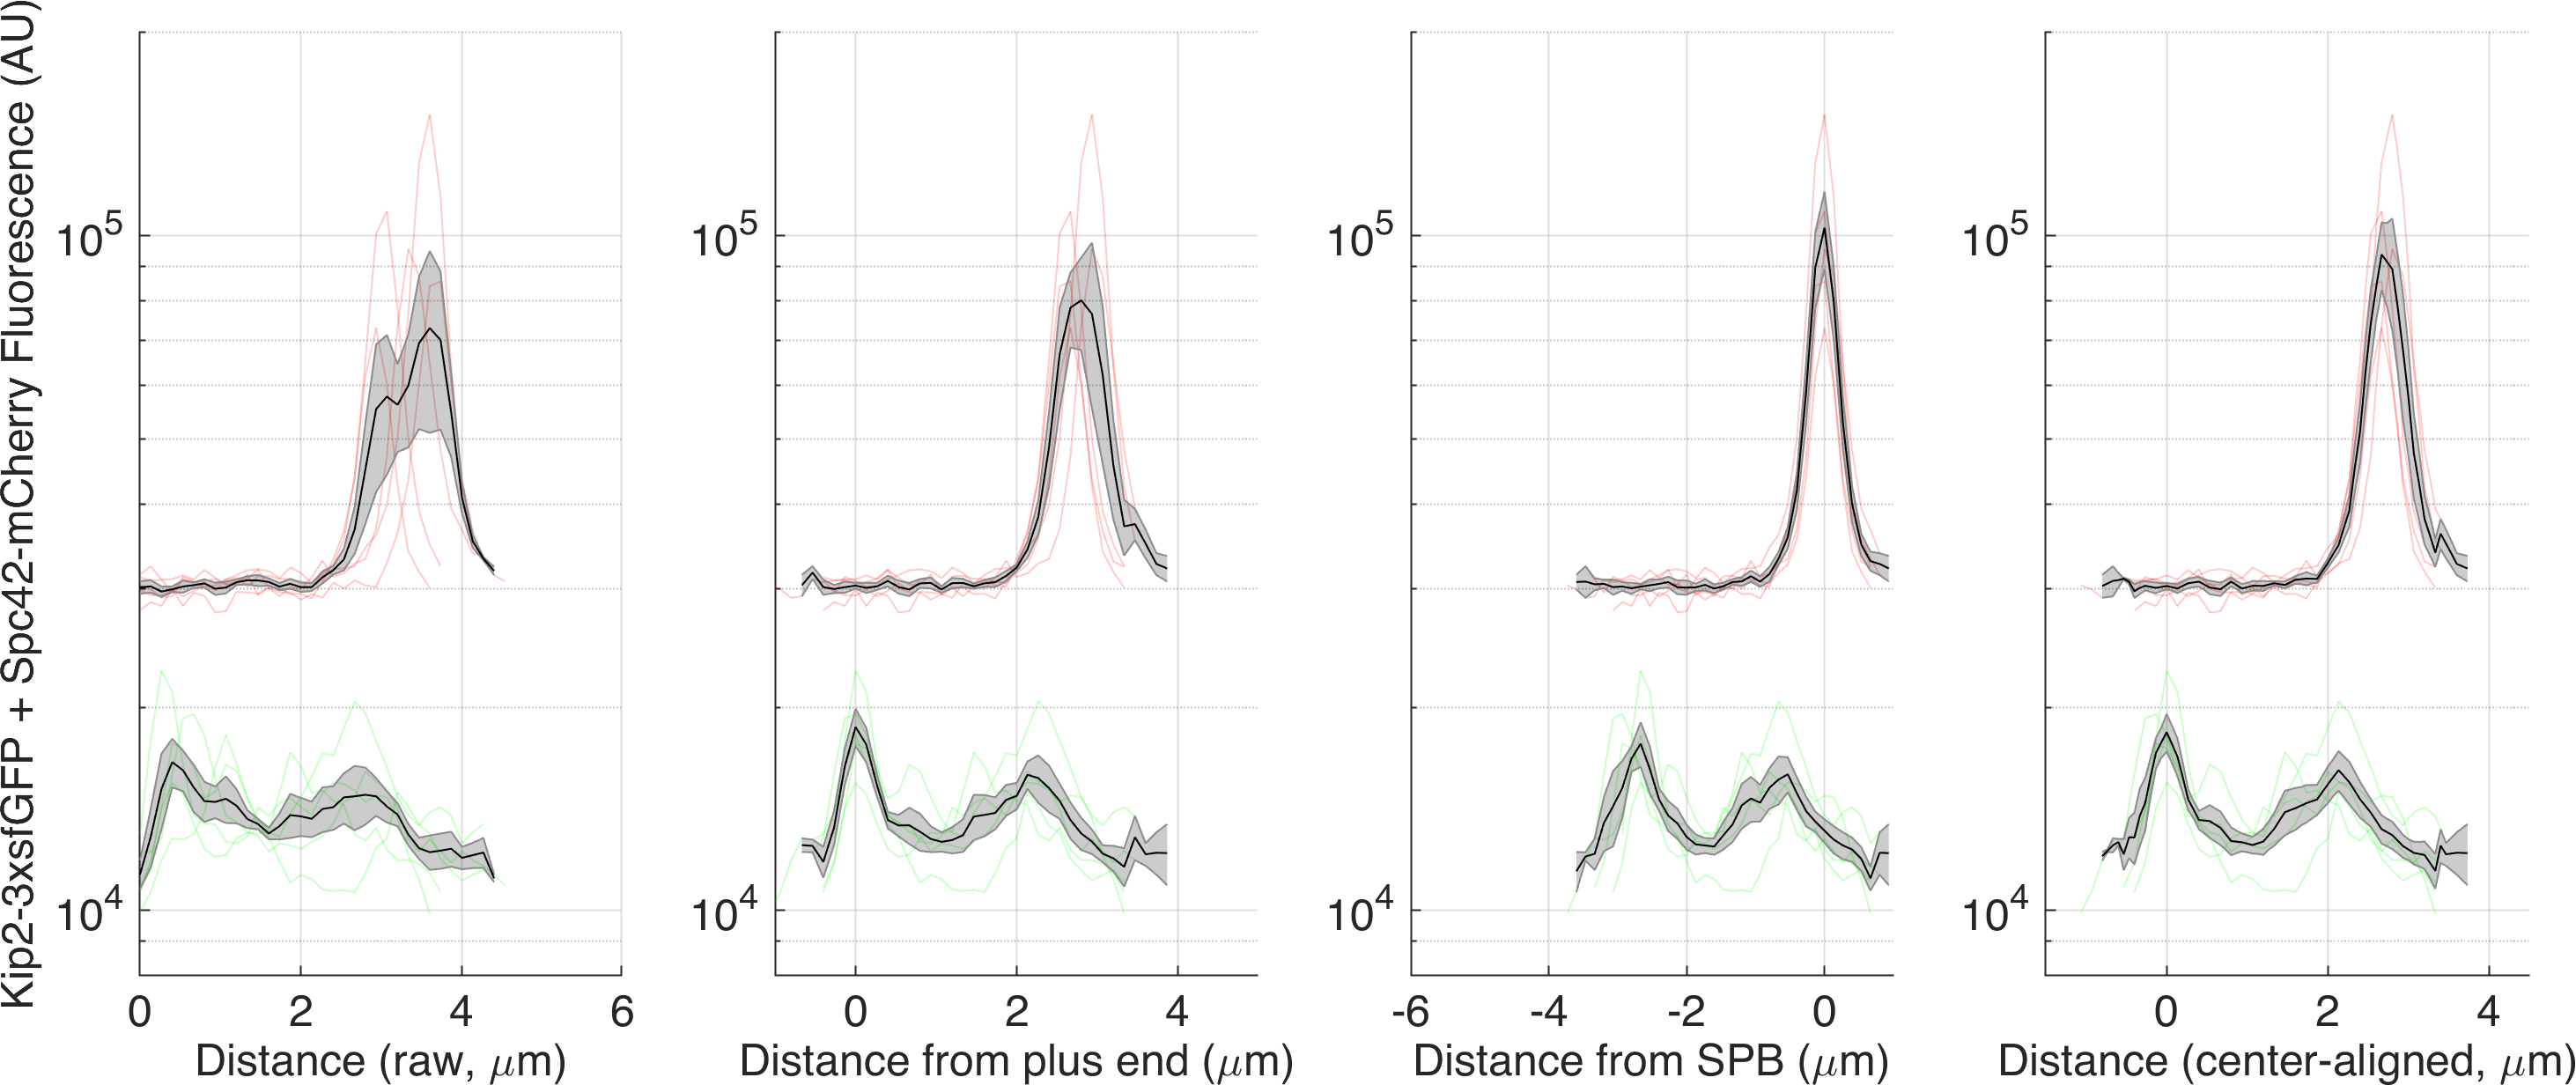 Kip2-3xsfGFP + Spc42-mCherry Fluorescence (AU)
10^5
10^4
0 2 4 6
Distance (raw, μm)
10^5
10^4
0 2 4
Distance from plus end (μm)
10^5
10^4
-6 -4 -2 0
Distance from SPB (μm)
10^5
10^4
0 2 4
Distance (center-aligned, μm)